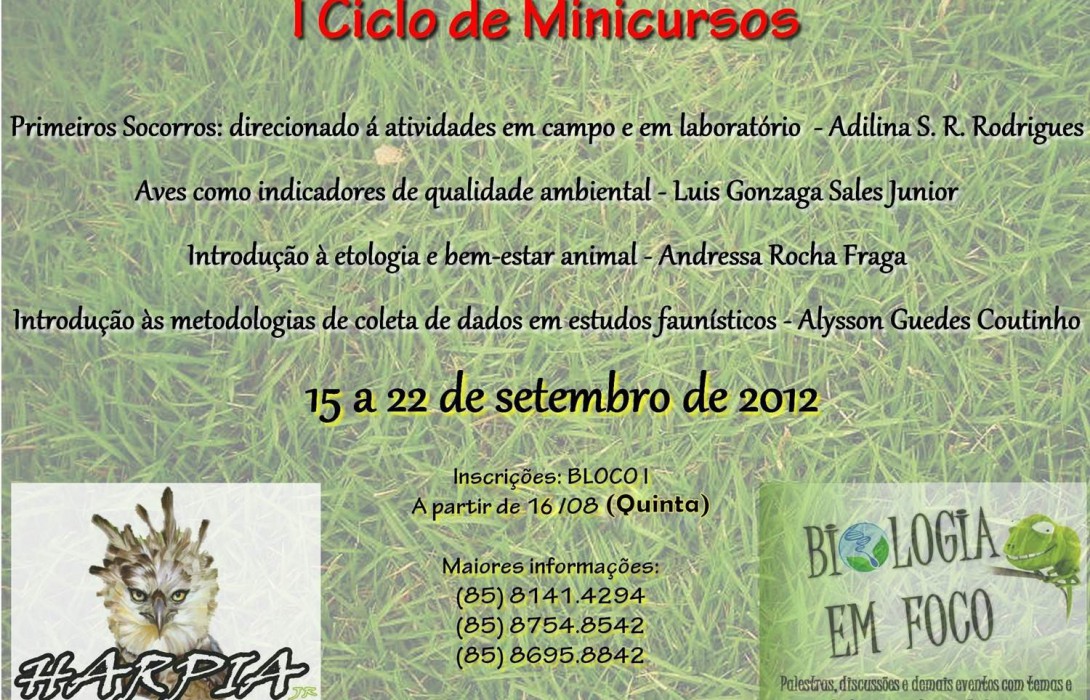 I Ciclo de Minicursos
Primeiros Socorros: direcionado á atividades em campo e em laboratório - Adilina S. R. Rodrigues
Aves como indicadores de qualidade ambiental - Luis Gonzaga Sales Junior
Introdução à etologia e bem-estar animal - Andressa Rocha Fraga
Introdução às metodologias de coleta de dados em estudos faunísticos - Alysson Guedes Coutinho
15 a 22 de setembro de 2012
Inscrições: BLOCO I
A partir de 16 /08 (Quinta)
Maiores informações:
(85) 8141.4294
(85) 8754.8542
(85) 8695.8842
HARPIA JR
BIOLOGIA
EM FOCO
Palestras, discussões e demais eventos com temas e